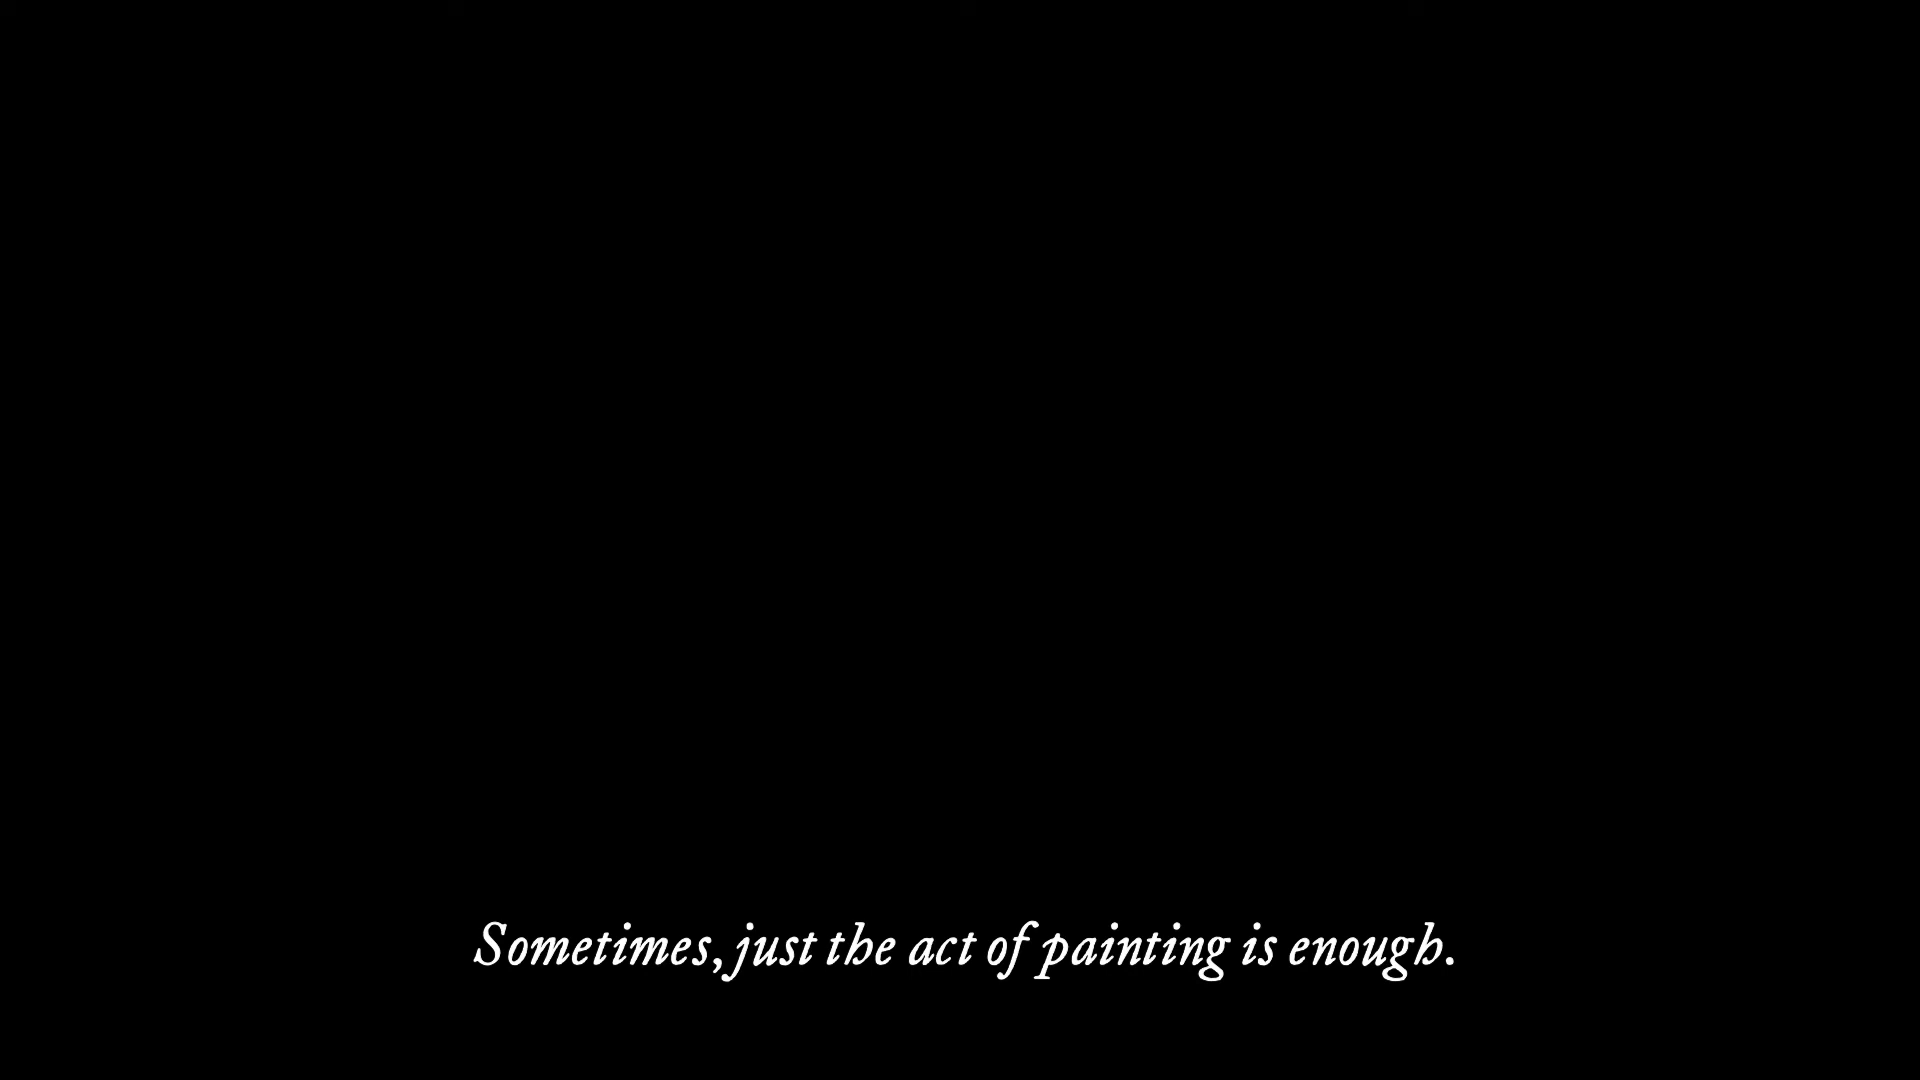 Sometimes, just the act of painting is enough.